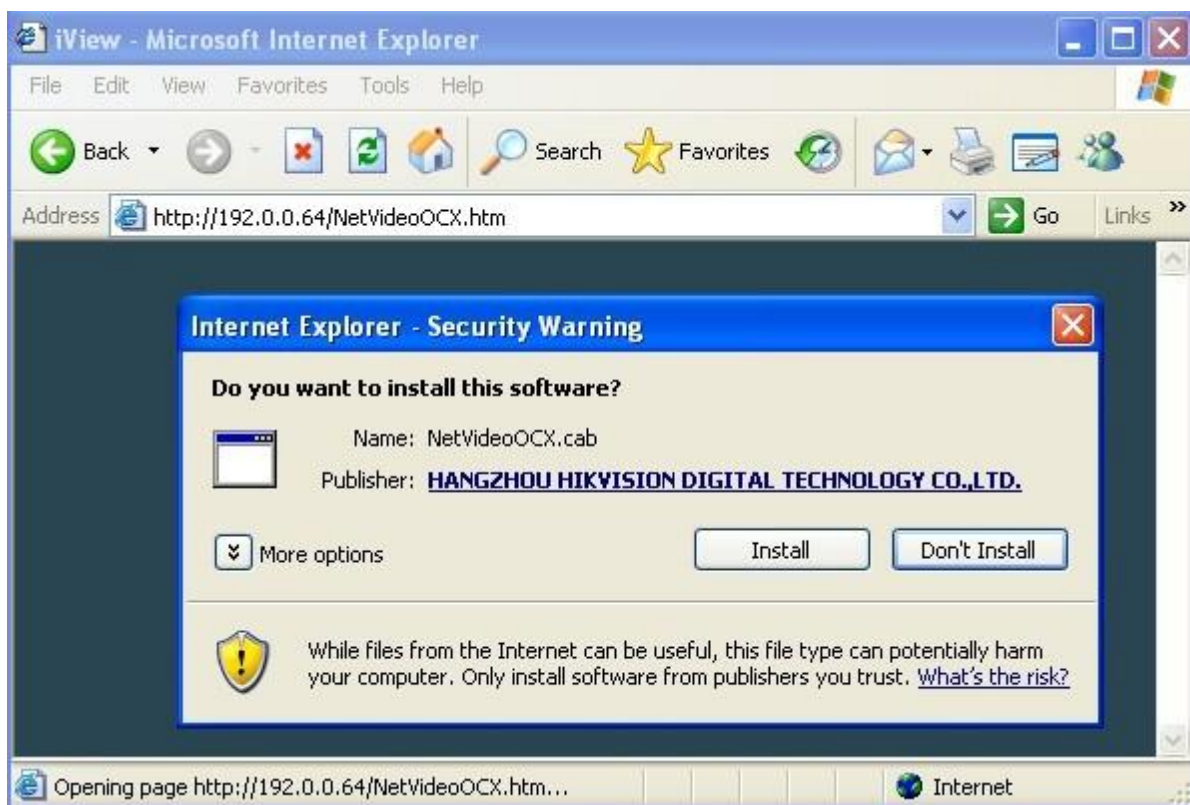 iView - Microsoft Internet Explorer
File Edit View Favorites Tools Help
Back Search Favorites
Address http://192.0.0.64/NetVideoOCX.htm Go Links »
Internet Explorer - Security Warning
Do you want to install this software?
Name: NetVideoOCX.cab
Publisher: HANGZHOU HIKVISION DIGITAL TECHNOLOGY CO.,LTD.
More options Install Don't Install
While files from the Internet can be useful, this file type can potentially harm
your computer. Only install software from publishers you trust. What's the risk?
Opening page http://192.0.0.64/NetVideoOCX.htm... Internet